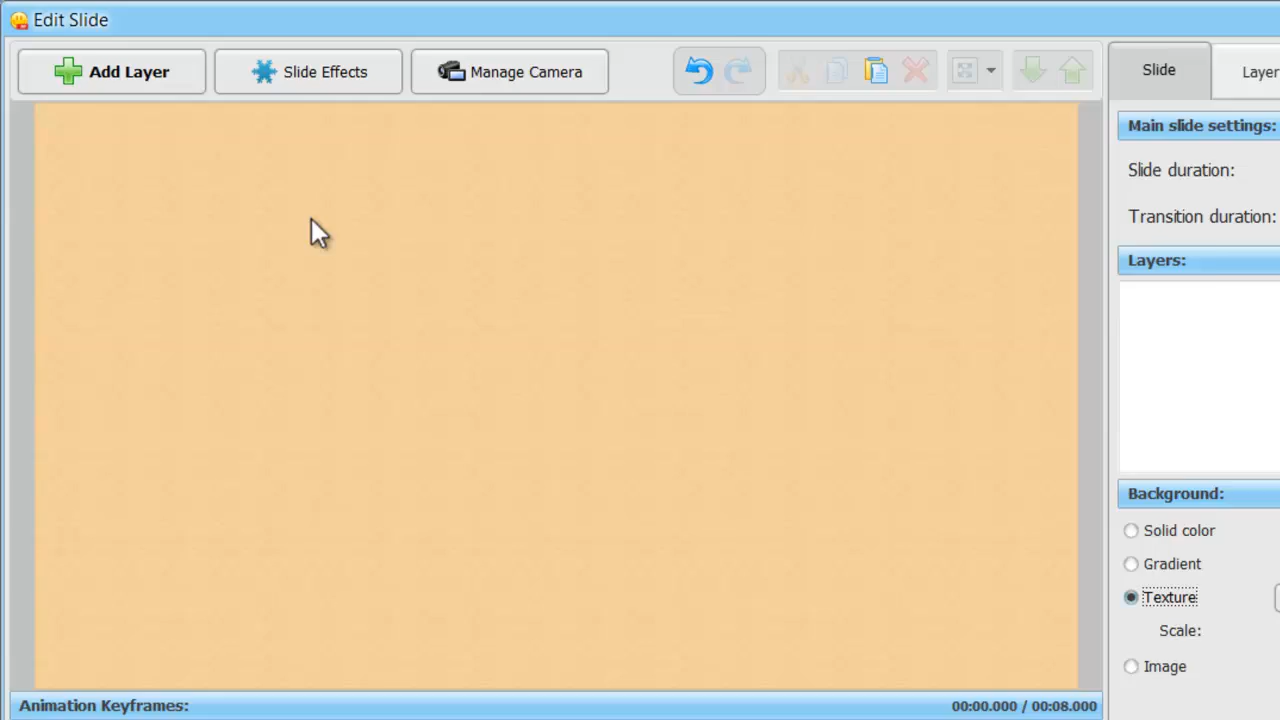 Edit Slide
Add Layer
Slide Effects
Manage Camera
Slide
Layer
Main slide settings:
Slide duration:
Transition duration:
Layers:
Background:
Solid color
Gradient
Texture
Scale:
Image
Animation Keyframes:
00:00.000 / 00:08.000